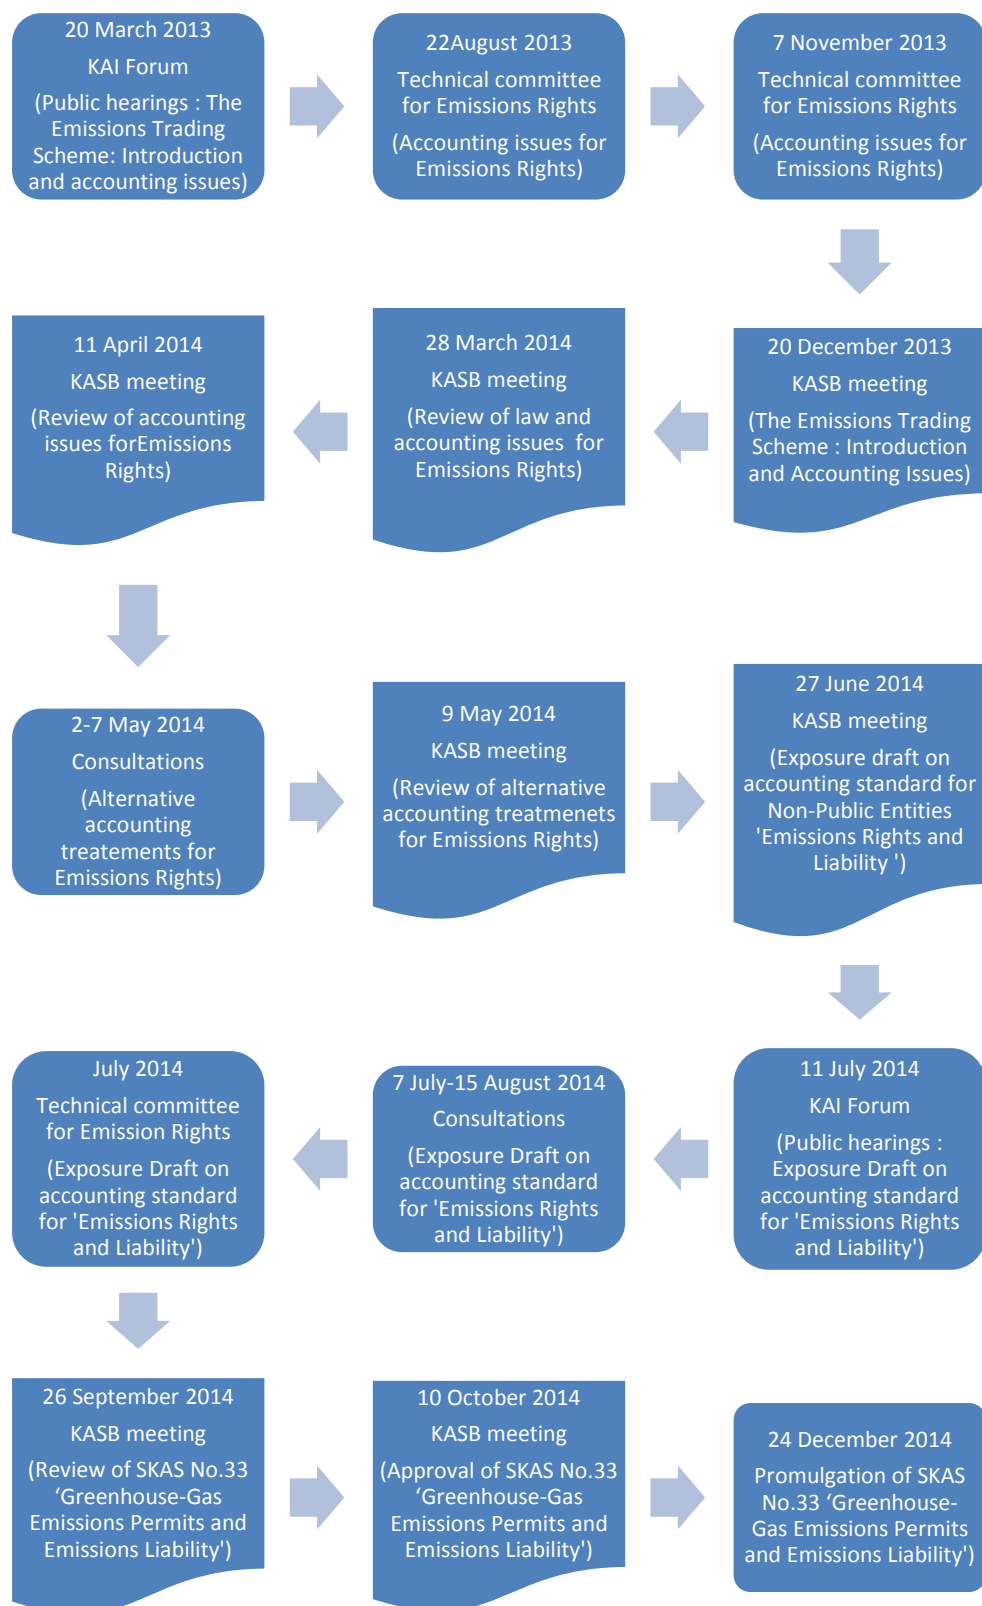 20 March 2013
KAI Forum
(Public hearings : The
Emissions Trading
Scheme: Introduction
and accounting issues)
22August 2013
Technical committee
for Emissions Rights
(Accounting issues for
Emissions Rights)
7 November 2013
Technical committee
for Emissions Rights
(Accounting issues for
Emissions Rights)
20 December 2013
KASB meeting
(The Emissions Trading
Scheme : Introduction
and Accounting Issues)
28 March 2014
KASB meeting
(Review of law and
accounting issues  for
Emissions Rights)
11 April 2014
KASB meeting
(Review of accounting
issues forEmissions
Rights)
2-7 May 2014
Consultations
(Alternative
accounting
treatements for
Emissions Rights)
9 May 2014
KASB meeting
(Review of alternative
accounting treatmenets
for Emissions Rights)
27 June 2014
KASB meeting
(Exposure draft on
accounting standard for
Non-Public Entities
'Emissions Rights and
Liability ')
11 July 2014
KAI Forum
(Public hearings :
Exposure Draft on
accounting standard
for 'Emissions Rights
and Liability')
7 July-15 August 2014
Consultations
(Exposure Draft on
accounting standard
for 'Emissions Rights
and Liability')
July 2014
Technical committee
for Emission Rights
(Exposure Draft on
accounting standard
for 'Emissions Rights
and Liability')
26 September 2014
KASB meeting
(Review of SKAS No.33
‘Greenhouse-Gas
Emissions Permits and
Emissions Liability')
10 October 2014
KASB meeting
(Approval of SKAS No.33
‘Greenhouse-Gas
Emissions Permits and
Emissions Liability')
24 December 2014
Promulgation of SKAS
No.33 ‘Greenhouse-
Gas Emissions Permits
and Emissions Liability')